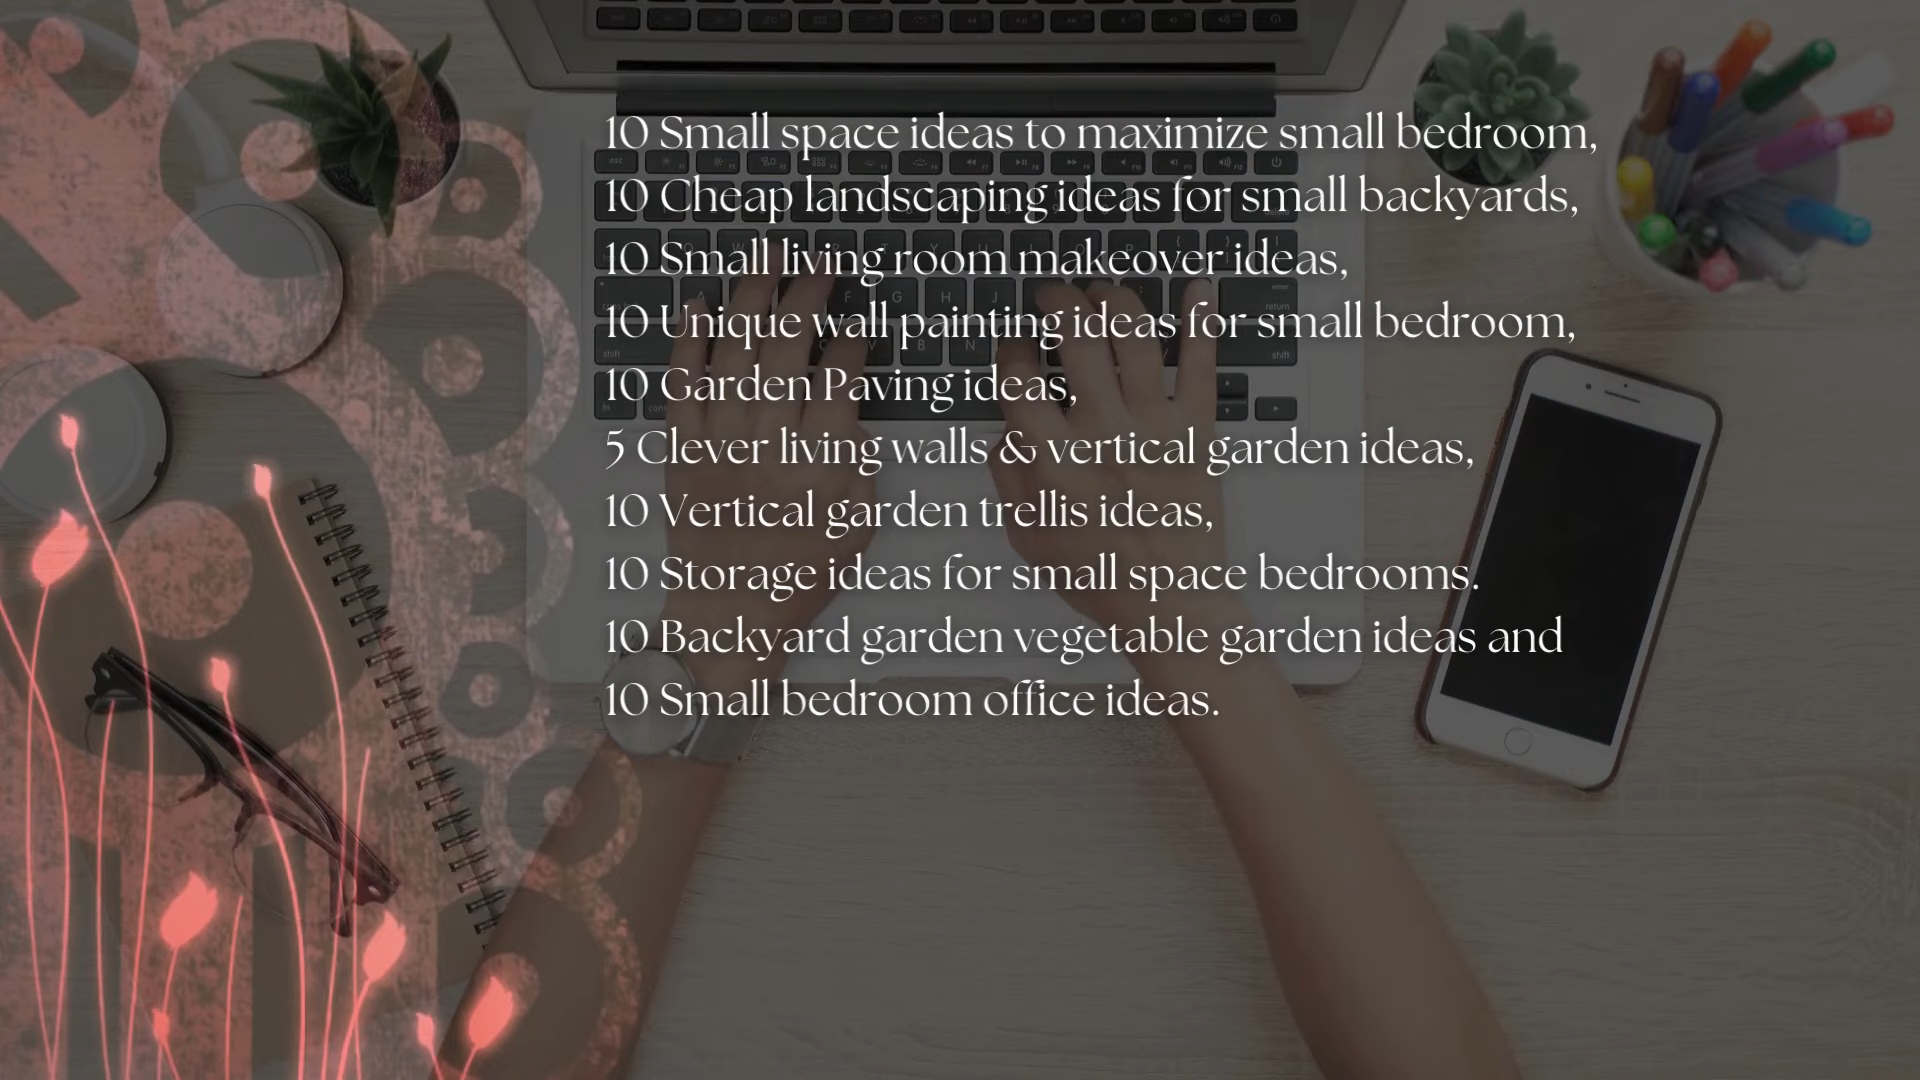 10 Small space ideas to maximize small bedroom,
10 Cheap landscaping ideas for small backyards,
10 Small living room makeover ideas,
10 Unique wall painting ideas for small bedroom,
10 Garden Paving ideas,
5 Clever living walls & vertical garden ideas,
10 Vertical garden trellis ideas,
10 Storage ideas for small space bedrooms.
10 Backyard garden vegetable garden ideas and
10 Small bedroom office ideas.